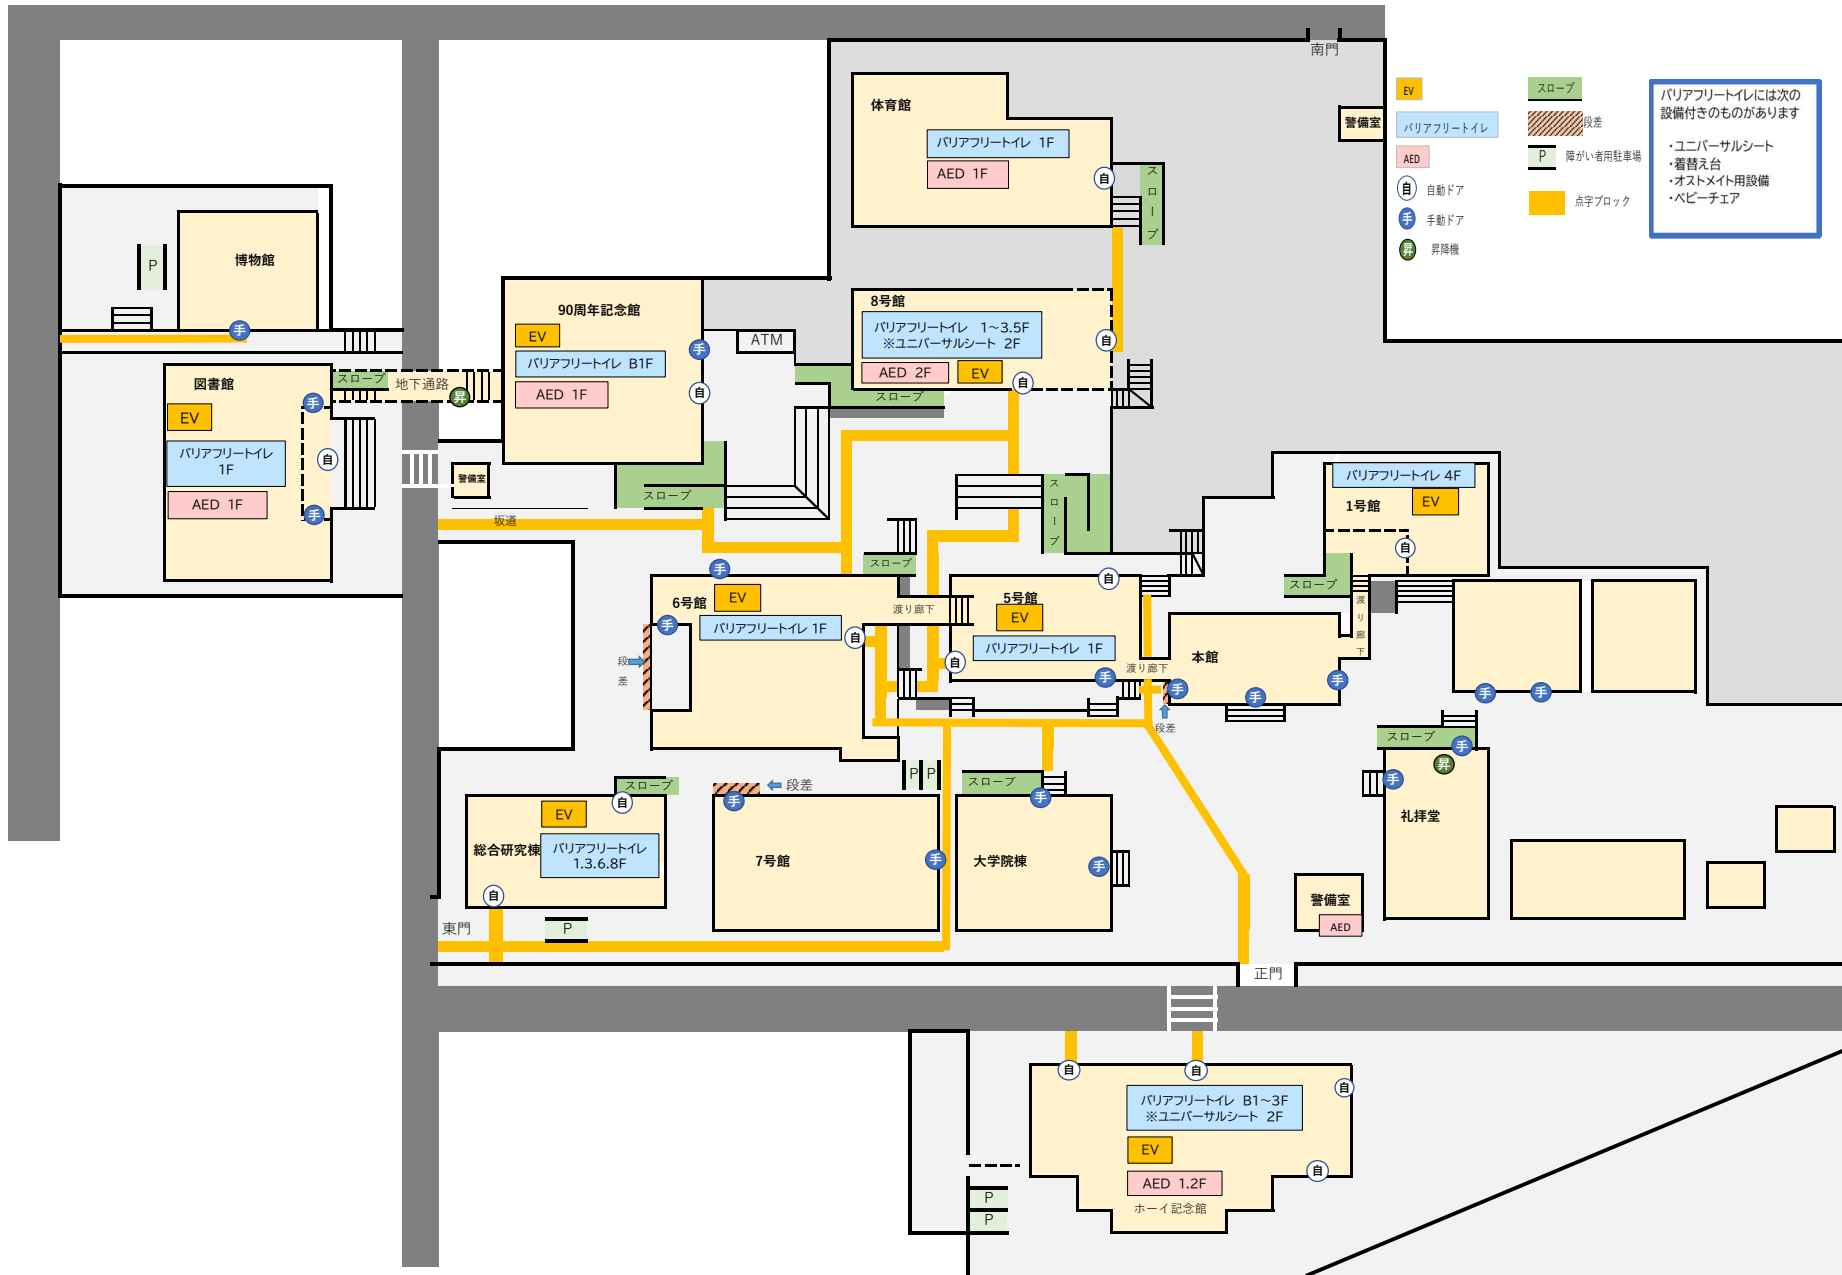 南門
警備室
EV
バリアフリートイレ
AED
自 自動ドア
手 手動ドア
昇 昇降機
スロープ
段差
P 障がい者用駐車場
点字ブロック
バリアフリートイレには次の
設備付きのものがあります
・ユニバーサルシート
・着替え台
・オストメイト用設備
・ベビーチェア
体育館
バリアフリートイレ 1F
AED 1F
自
スロープ
博物館
P
手
90周年記念館
EV
バリアフリートイレ B1F
AED 1F
手
自
ATM
8号館
バリアフリートイレ 1~3.5F
※ユニバーサルシート 2F
AED 2F
EV
自
自
スロープ
図書館
EV
バリアフリートイレ
1F
AED 1F
手
自
手
スロープ
地下通路
昇
警備室
スロープ
坂道
スロープ
1号館
バリアフリートイレ 4F
EV
自
スロープ
渡り廊下
スロープ
手
6号館
EV
バリアフリートイレ 1F
手
自
段差
渡り廊下
5号館
EV
バリアフリートイレ 1F
自
自
手
渡り廊下
本館
手
手
手
段差
手
手
スロープ
手
昇
手
礼拝堂
スロープ
自
EV
総合研究棟
バリアフリートイレ
1.3.6.8F
自
段差
手
7号館
手
P
P
スロープ
手
大学院棟
手
警備室
AED
東門
P
正門
自
自
自
バリアフリートイレ B1~3F
※ユニバーサルシート 2F
EV
AED 1.2F
自
ホーイ記念館
P
P